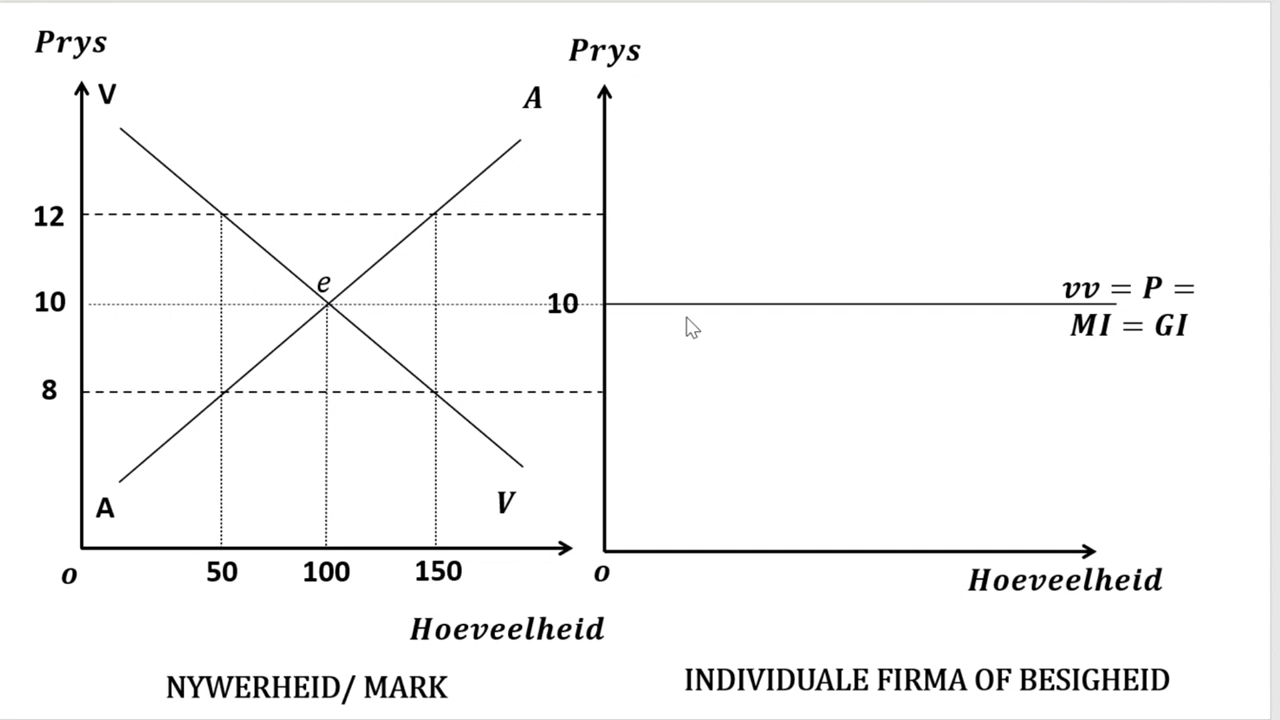 Prys
V
A
12
e
10
8
A
V
o
50
100
150
Hoeveelheid
NYWERHEID/ MARK
Prys
10
vv = P =
MI = GI
o
Hoeveelheid
INDIVIDUALE FIRMA OF BESIGHEID